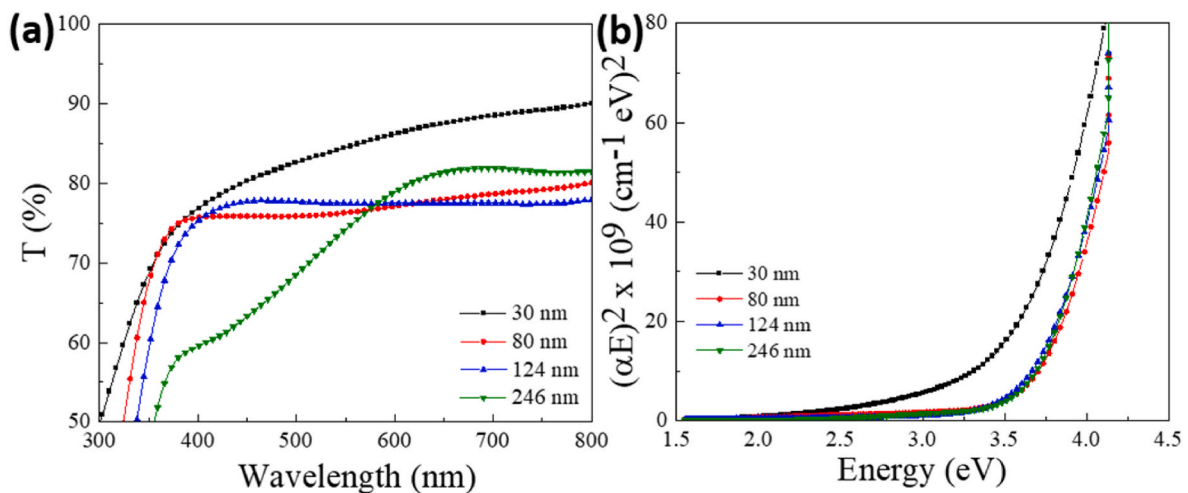 (a)
100
90
80
70
60
50
T (%)
300 400 500 600 700 800
Wavelength (nm)
30 nm
80 nm
124 nm
246 nm
(b)
80
60
40
20
0
(αE)² x 10⁹ (cm⁻¹ eV)²
1.5 2.0 2.5 3.0 3.5 4.0 4.5
Energy (eV)
30 nm
80 nm
124 nm
246 nm